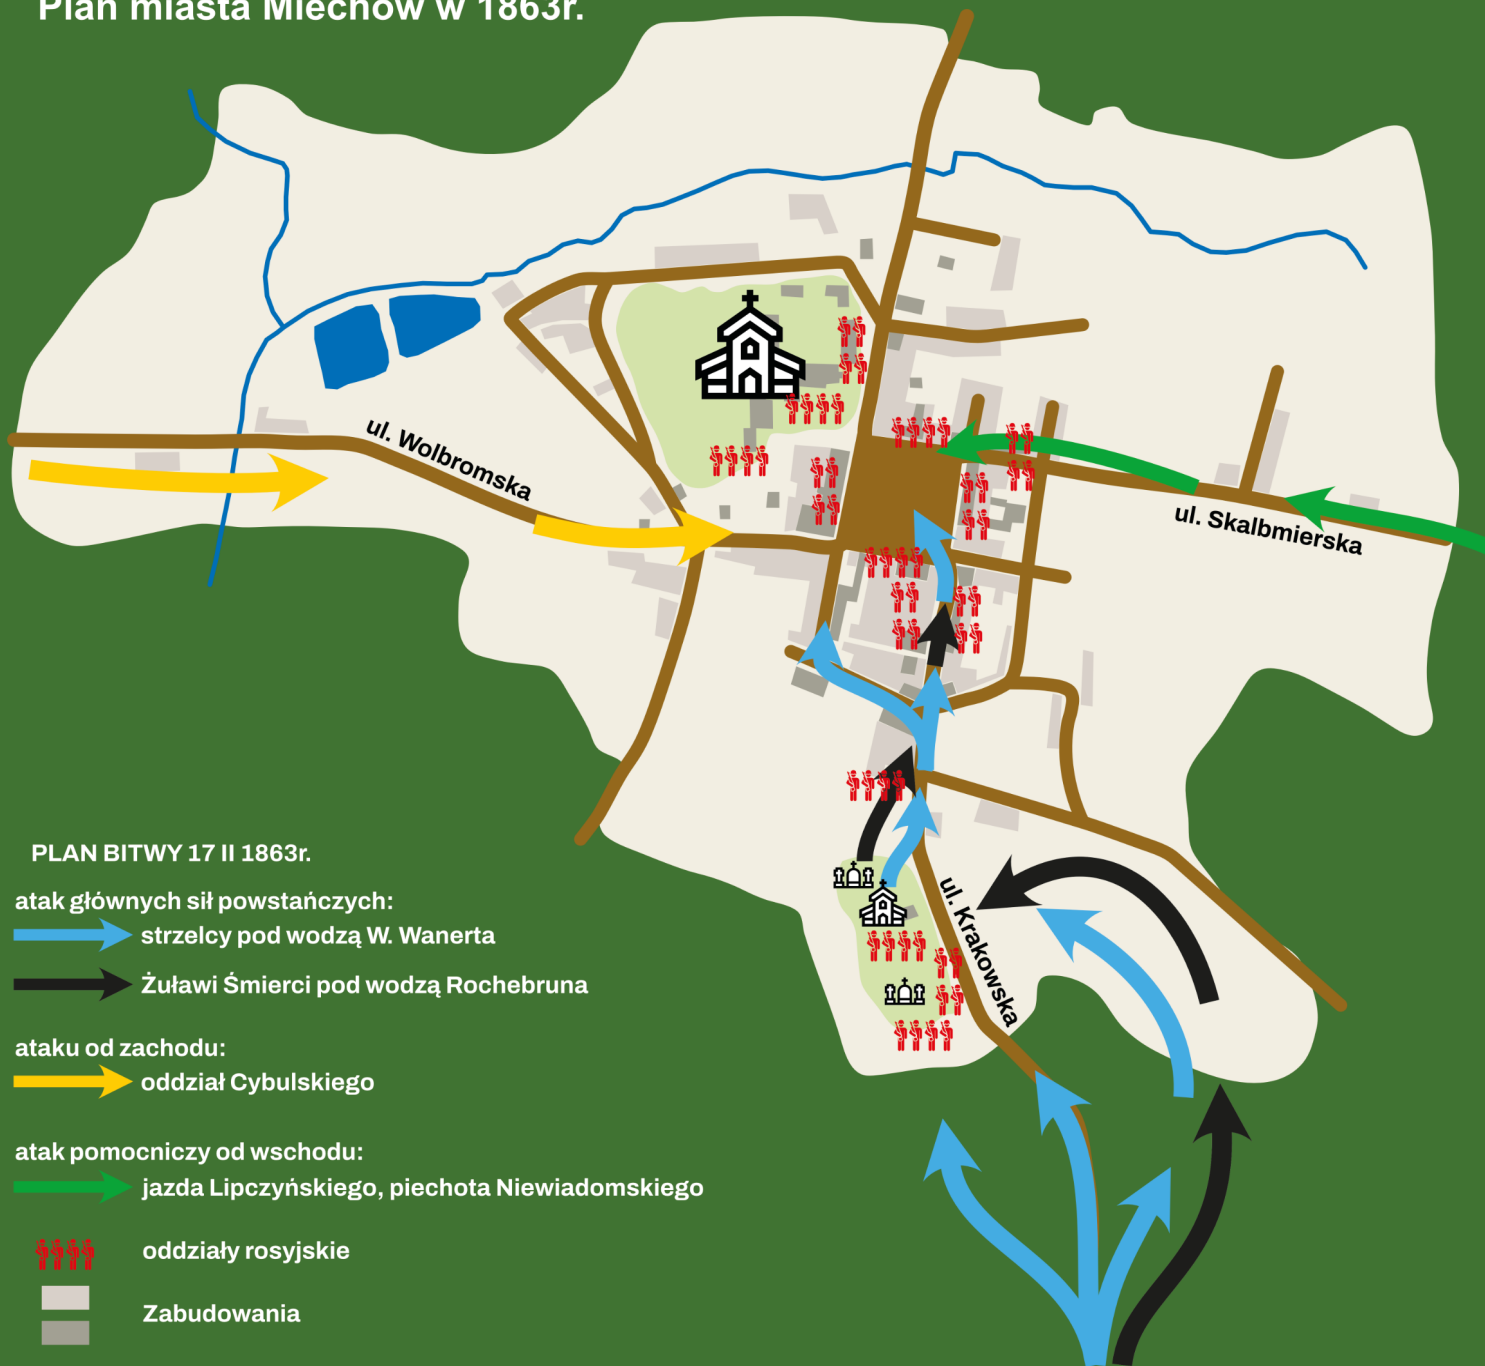 Plan miasta Miechów w 1863r.
ul. Wolbromska
ul. Skalbmierska
ul. Krakowska
PLAN BITWY 17 II 1863r.
atak głównych sił powstańczych:
strzelcy pod wodzą W. Wanerta
Żuławi Śmierci pod wodzą Rochebruna
ataku od zachodu:
oddział Cybulskiego
atak pomocniczy od wschodu:
jazda Lipczyńskiego, piechota Niewiadomskiego
oddziały rosyjskie
Zabudowania